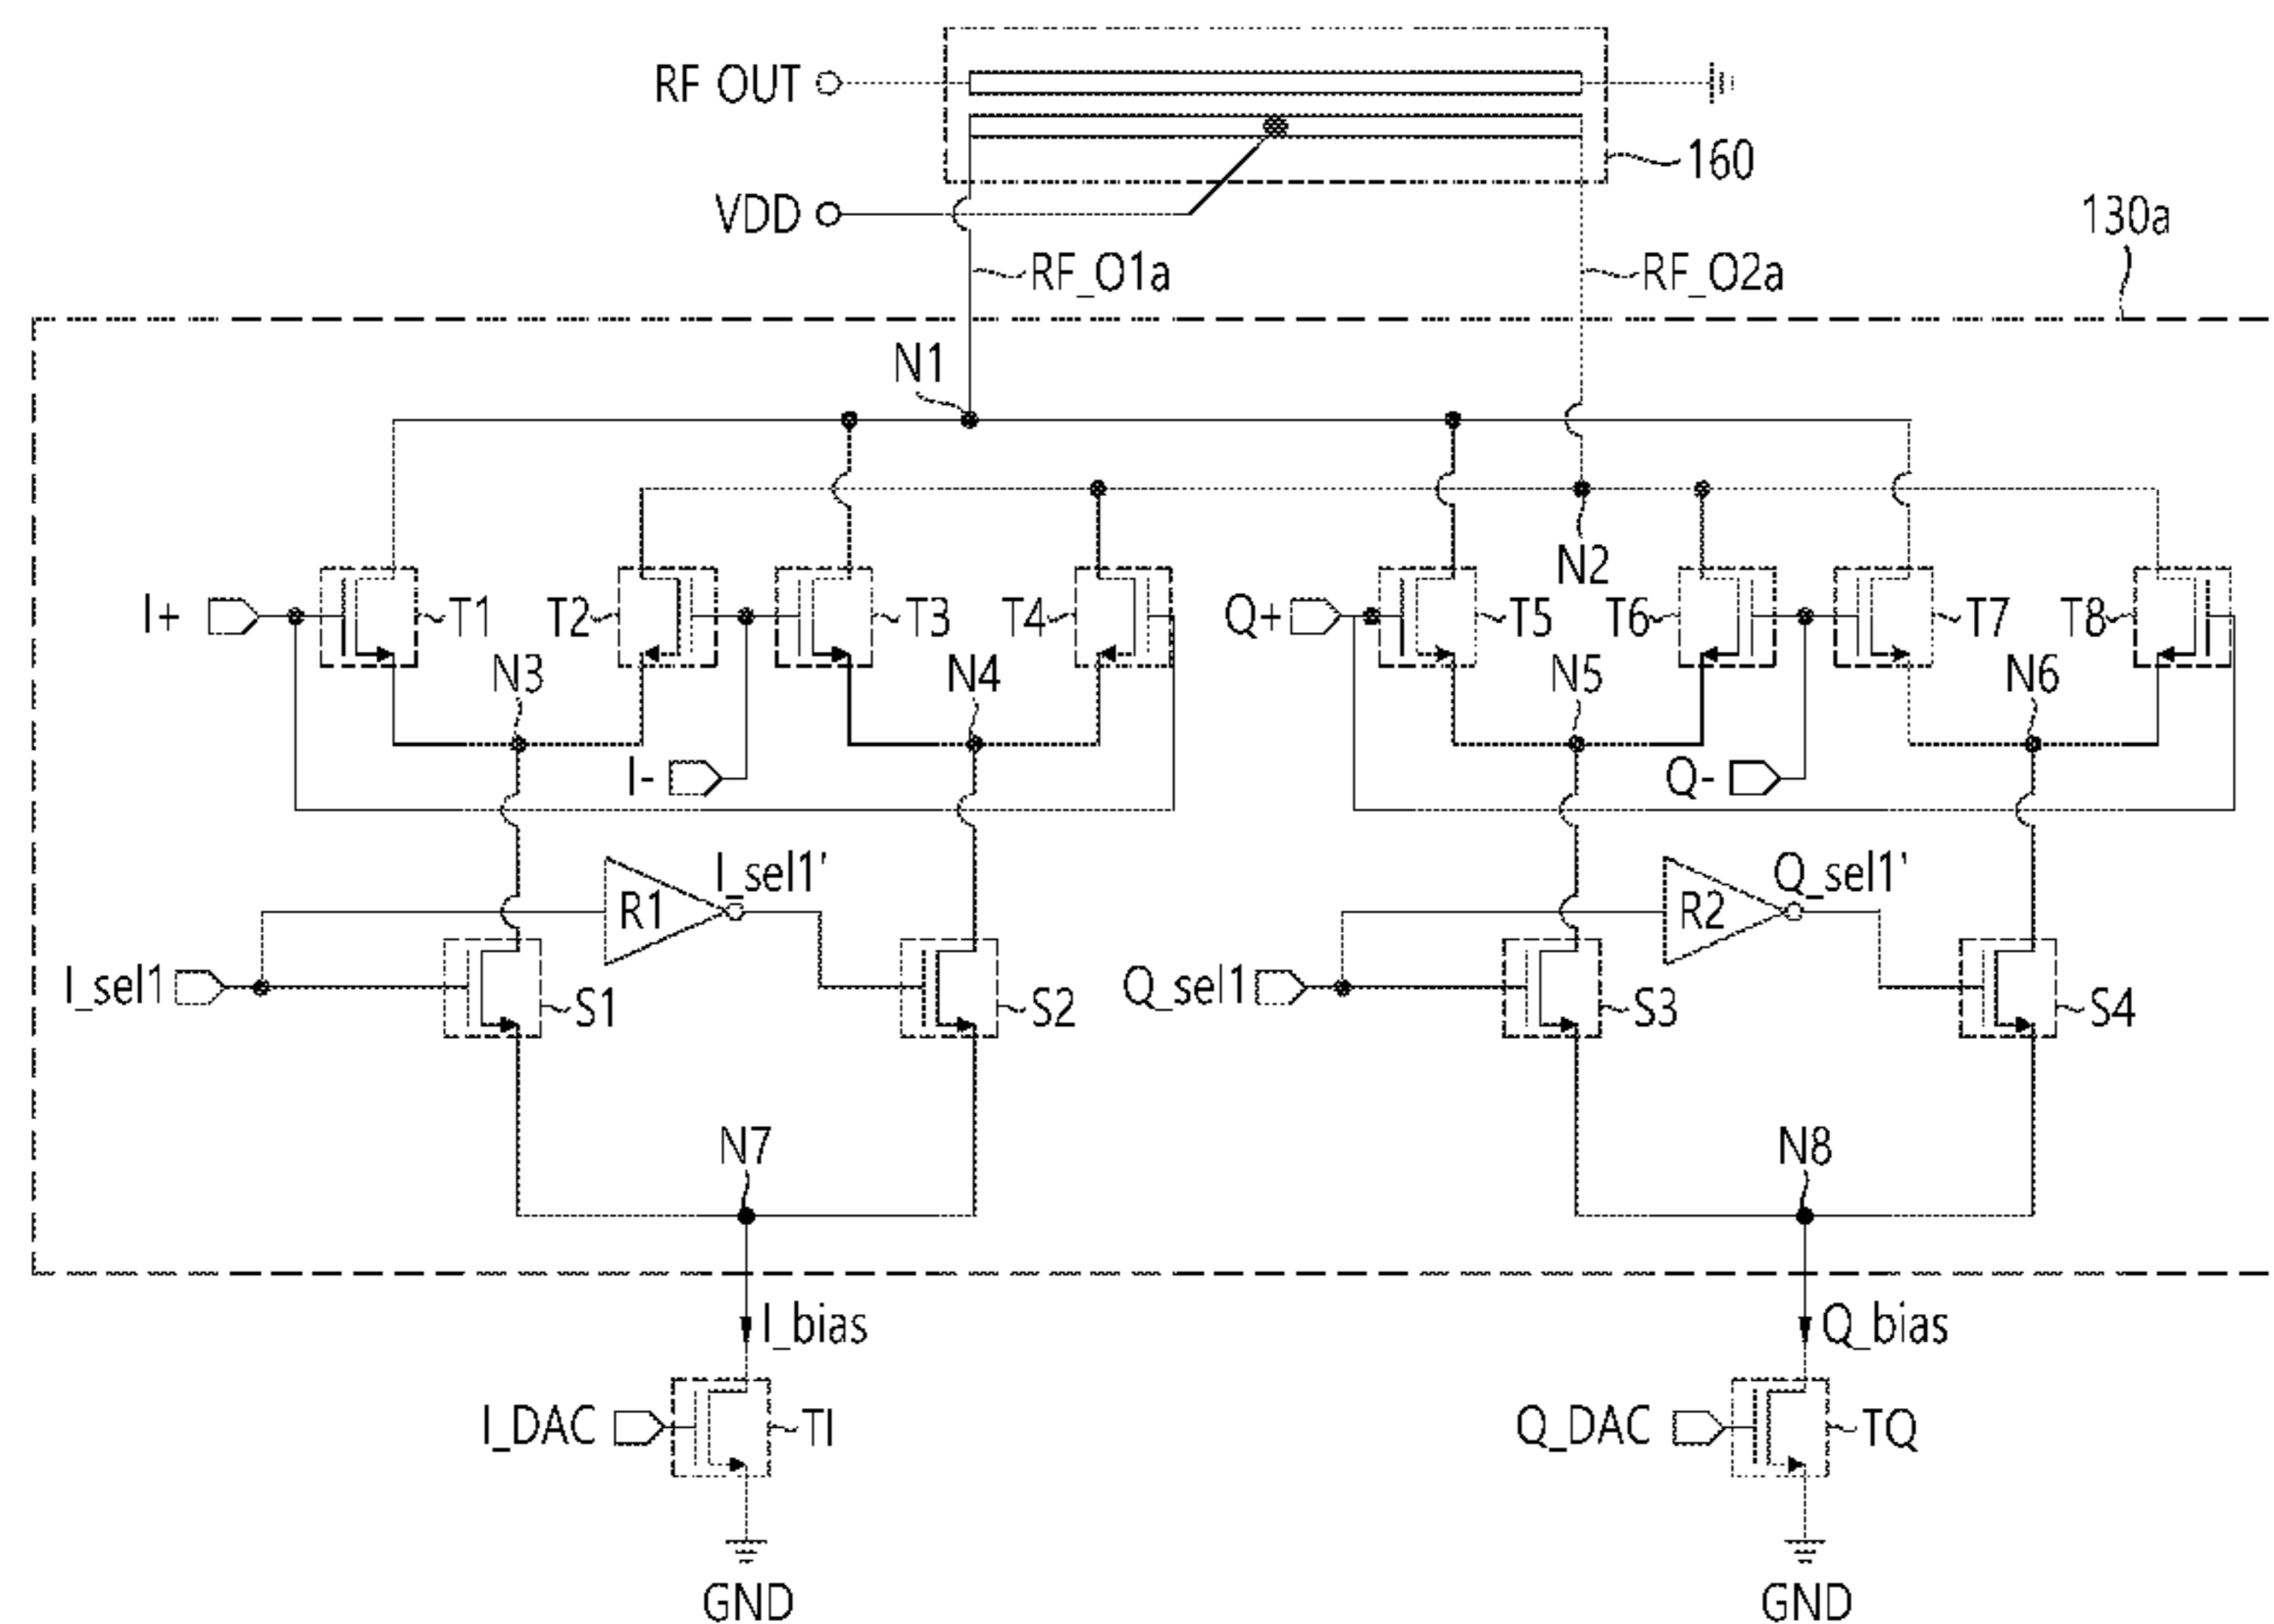 RF OUT
160
VDD
130a
RF_O1a
RF_O2a
N1
N2
I+
T1
T2
T3
T4
Q+
T5
T6
T7
T8
N3
N4
N5
N6
I-
Q-
I_sel1'
Q_sel1'
R1
R2
I_sel1
S1
S2
Q_sel1
S3
S4
N7
N8
I_bias
Q_bias
I_DAC
TI
Q_DAC
TQ
GND
GND